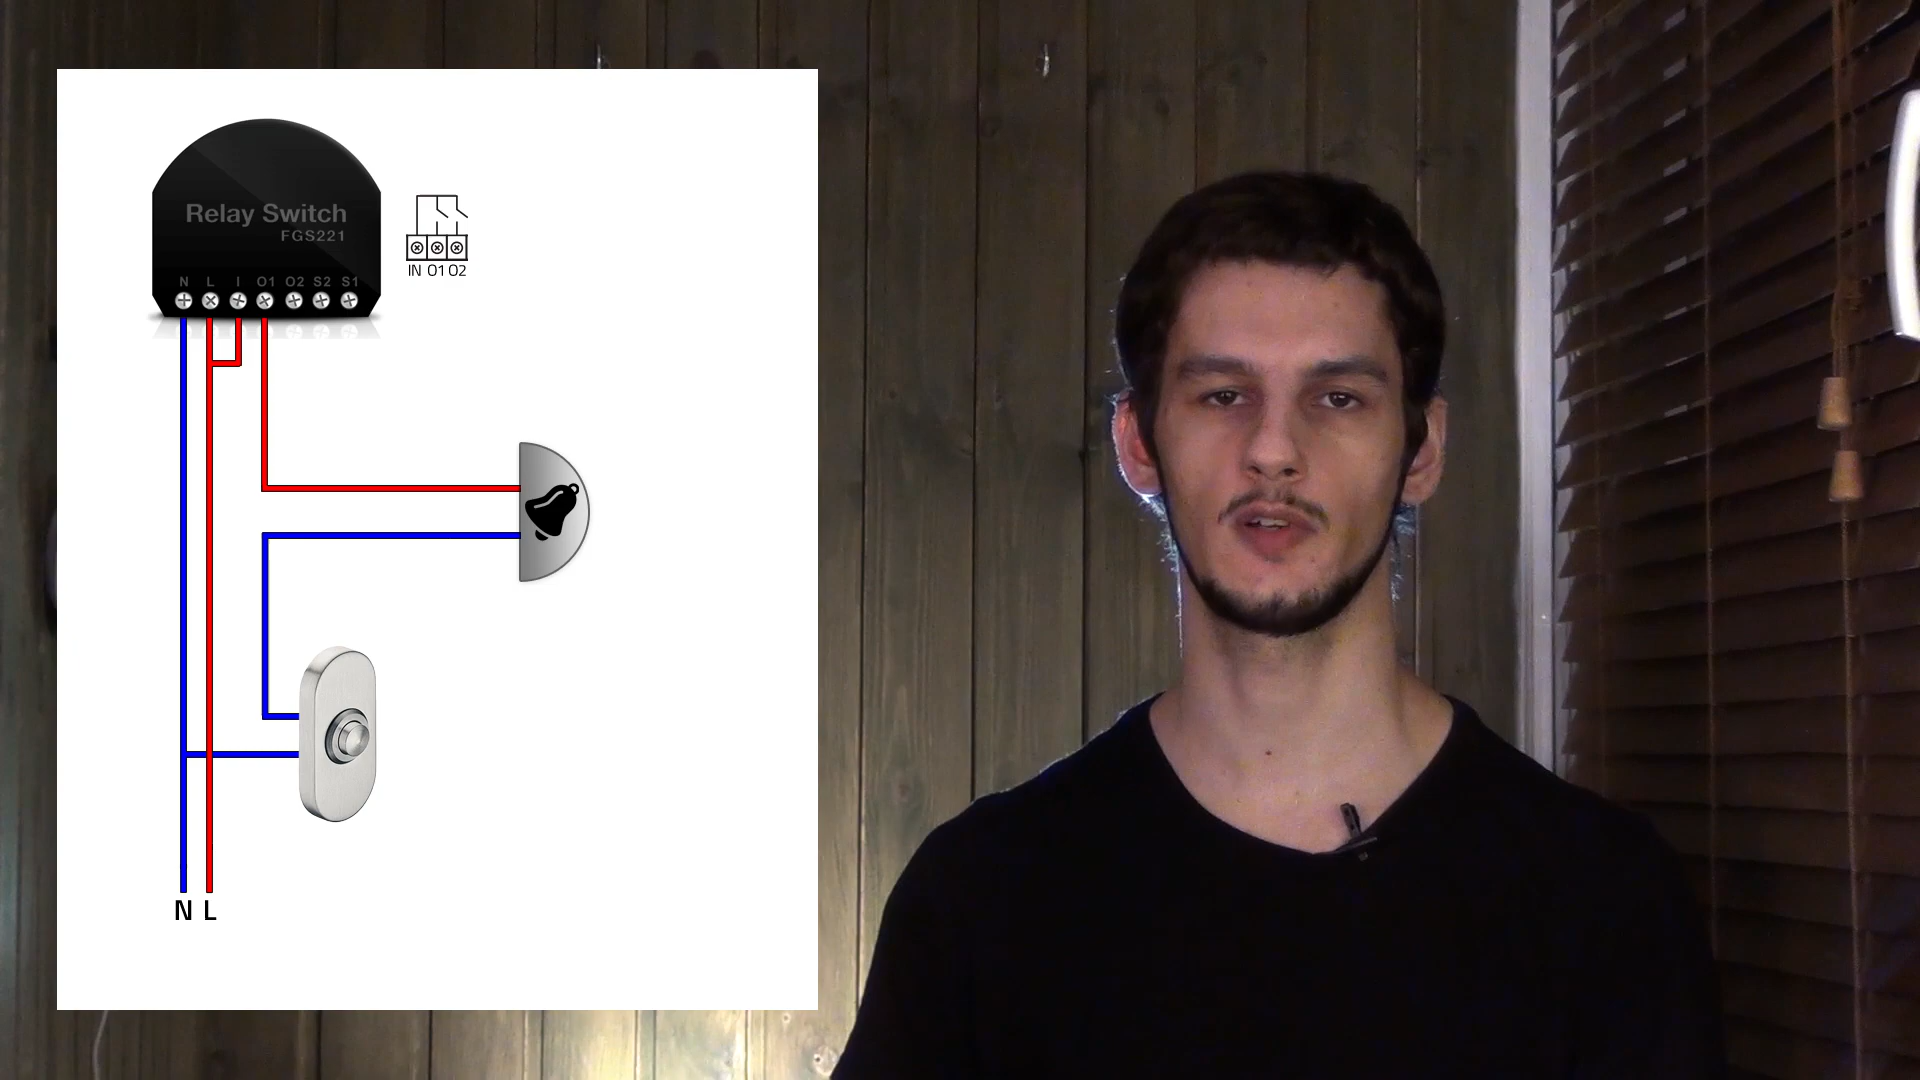 Relay Switch
FGS221
N L I O1 O2 S2 S1
IN O1 O2
N L